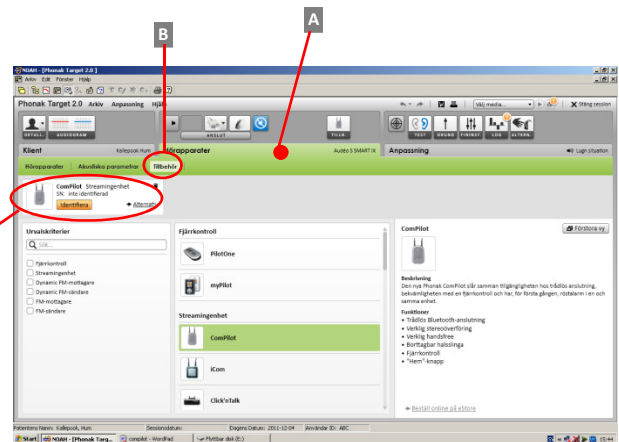 B
A
NOAH - [Phonak Target 2.0 ]
Arkiv Edit Fönster Hjälp
Phonak Target 2.0 Arkiv Anpassning Hjälp
Välj media...
Stäng session
DETALJ. AUDIOGRAM
ANSLUT
TILLB.
TEST GRUND FININST. LOG ALTERN.
Klient
Kallepook Hum
Hörapparater
Audéo S SMART IX
Anpassning
Lugn situation
Hörapparater Akustiska parametrar Tillbehör
ComPilot Streamingenhet
SN: inte identifierad
Identifiera
Alternativ
Urvalskriterier
Sök...
Fjärrkontroll
Streamingenhet
Dynamic FM-mottagare
Dynamic FM-sändare
FM-mottagare
FM-sändare
Fjärrkontroll
PilotOne
myPilot
Streamingenhet
ComPilot
iCom
Click'nTalk
ComPilot
Förstora vy
Beskrivning
Den nya Phonak ComPilot slår samman tillgängligheten hos trådlös anslutning,
bekvämligheten med en fjärrkontroll och har, för första gången, röstalarm i en och
samma enhet.
Funktioner
• Trådlös Bluetooth-anslutning
• Verklig stereoöverföring
• Verklig handsfree
• Borttagbar halsslinga
• Fjärrkontroll
• "Hem"-knapp
Beställ online på eStore
Patientens Namn: Kallepook, Hum
Sessionsdatum:
Dagens Datum: 2011-12-04
Användar ID: ABC
Start
NOAH - [Phonak Targ...
compilot - WordPad
Flyttbar disk (E:)
15:44